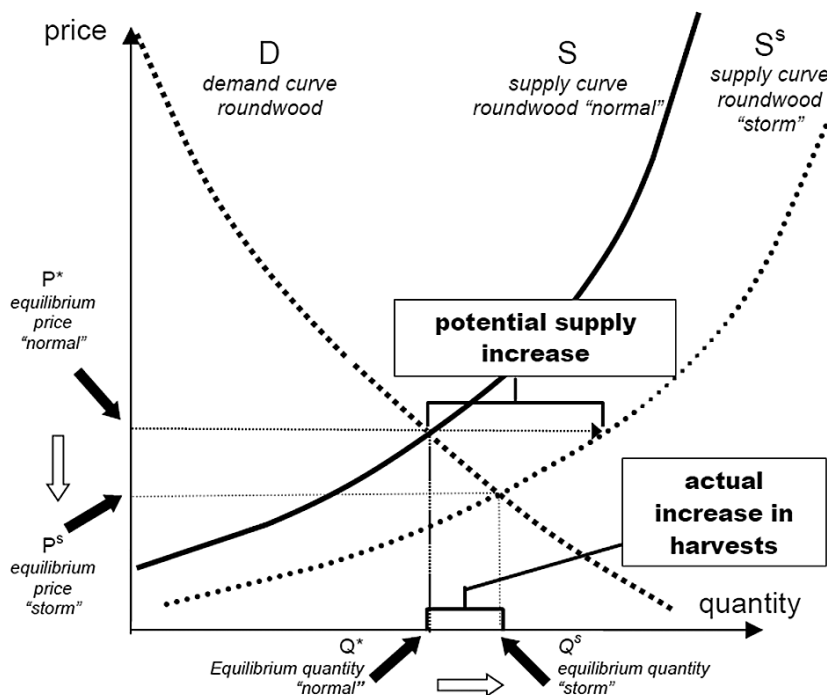 price
D
demand curve
roundwood
S
supply curve
roundwood “normal”
S^s
supply curve
roundwood
“storm”
P*
equilibrium
price
“normal”
potential supply
increase
P^s
equilibrium
price
“storm”
actual
increase in
harvests
quantity
Q*
Equilibrium quantity
“normal”
Q^s
equilibrium quantity
“storm”